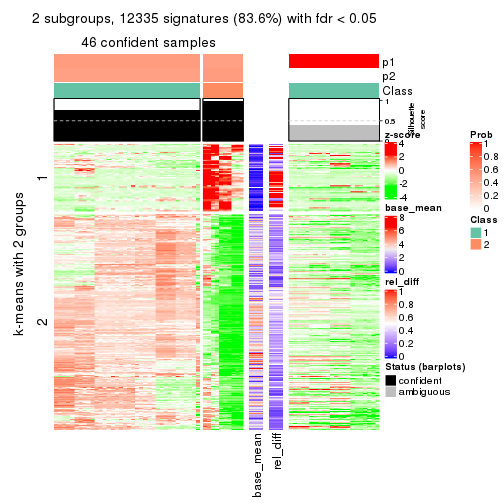 2 subgroups, 12335 signatures (83.6%) with fdr < 0.05
46 confident samples
p1
p2
Class
1
0.5
0
Silhouette
score
k-means with 2 groups
1
2
base_mean
rel_diff
z-score
4
2
0
-2
-4
base_mean
8
6
4
2
0
rel_diff
1
0.8
0.6
0.4
0.2
0
Status (barplots)
confident
ambiguous
Prob
1
0.8
0.6
0.4
0.2
0
Class
1
2